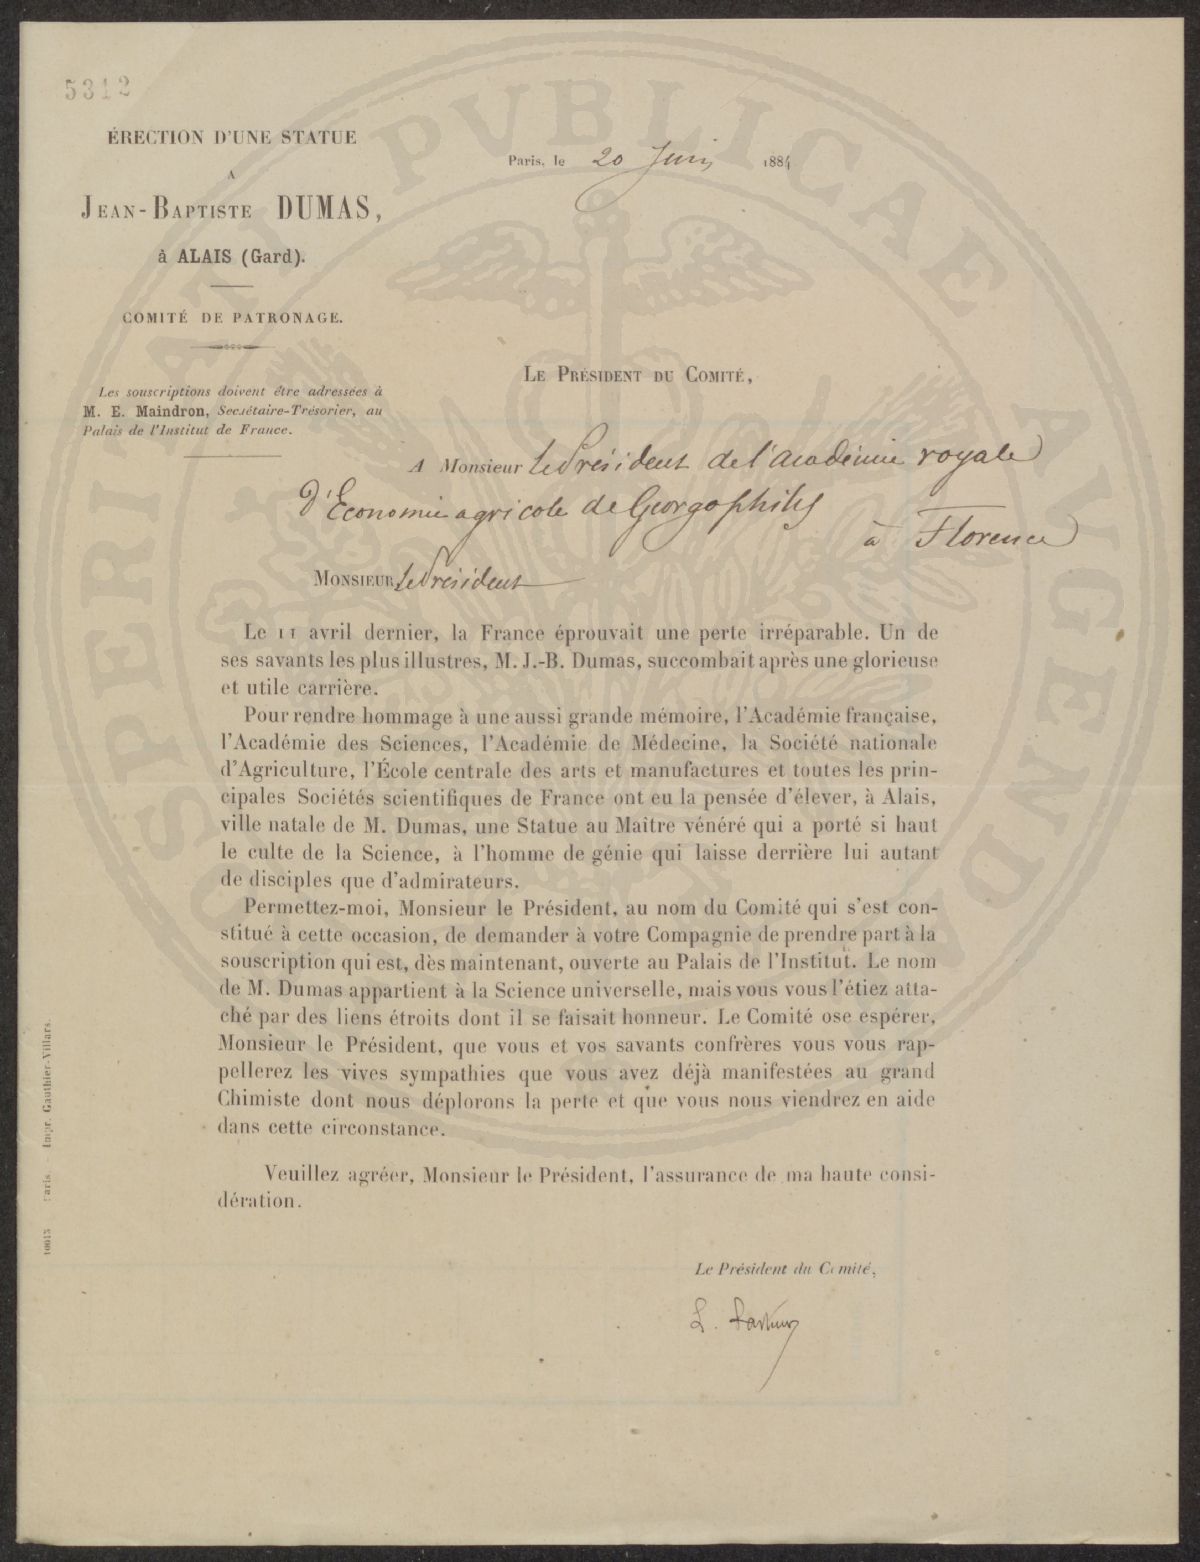 5312
ÉRECTION D'UNE STATUE
A
JEAN-BAPTISTE DUMAS,
à ALAIS (Gard).
COMITÉ DE PATRONAGE.
Les souscriptions doivent être adressées à
M. E. Maindron, Secrétaire-Trésorier, au
Palais de l'Institut de France.
Paris, le 20 Juin 1884
LE PRÉSIDENT DU COMITÉ,
A Monsieur le Président de l'académie royale
d'Economie agricole de Georgophiles
à Florence
MONSIEUR le Président
Le 11 avril dernier, la France éprouvait une perte irréparable. Un de
ses savants les plus illustres, M. J.-B. Dumas, succombait après une glorieuse
et utile carrière.
Pour rendre hommage à une aussi grande mémoire, l'Académie française,
l'Académie des Sciences, l'Académie de Médecine, la Société nationale
d'Agriculture, l'École centrale des arts et manufactures et toutes les prin-
cipales Sociétés scientifiques de France ont eu la pensée d'élever, à Alais,
ville natale de M. Dumas, une Statue au Maître vénéré qui a porté si haut
le culte de la Science, à l'homme de génie qui laisse derrière lui autant
de disciples que d'admirateurs.
Permettez-moi, Monsieur le Président, au nom du Comité qui s'est con-
stitué à cette occasion, de demander à votre Compagnie de prendre part à la
souscription qui est, dès maintenant, ouverte au Palais de l'Institut. Le nom
de M. Dumas appartient à la Science universelle, mais vous vous l'étiez atta-
ché par des liens étroits dont il se faisait honneur. Le Comité ose espérer,
Monsieur le Président, que vous et vos savants confrères vous vous rap-
pellerez les vives sympathies que vous avez déjà manifestées au grand
Chimiste dont nous déplorons la perte et que vous nous viendrez en aide
dans cette circonstance.
Veuillez agréer, Monsieur le Président, l'assurance de ma haute consi-
dération.
Le Président du Comité,
L. Pasteur
10015 Paris. — Impr. Gauthier-Villars.
PROSPERITATI PVBLICAE AVGENDAE